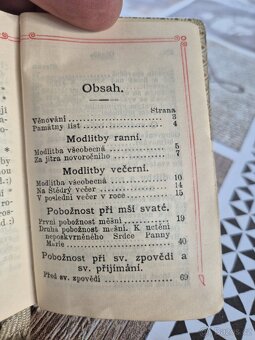 Obsah.
Strana
Věnování 3
Památný list 4
Modlitby ranní.
Modlitba všeobecná 5
Za jitra novoročního 7
Modlitby večerní.
Modlitba všeobecná 10
Na Štědrý večer 14
V poslední večer v roce 15
Pobožnost při mši svaté.
První pobožnost mešní 19
Druhá pobožnost mešní. K uctění
neposkvrněného Srdce Panny
Marie 40
Pobožnost při sv. zpovědi a
sv. přijímání.
Před sv. zpovědí 69